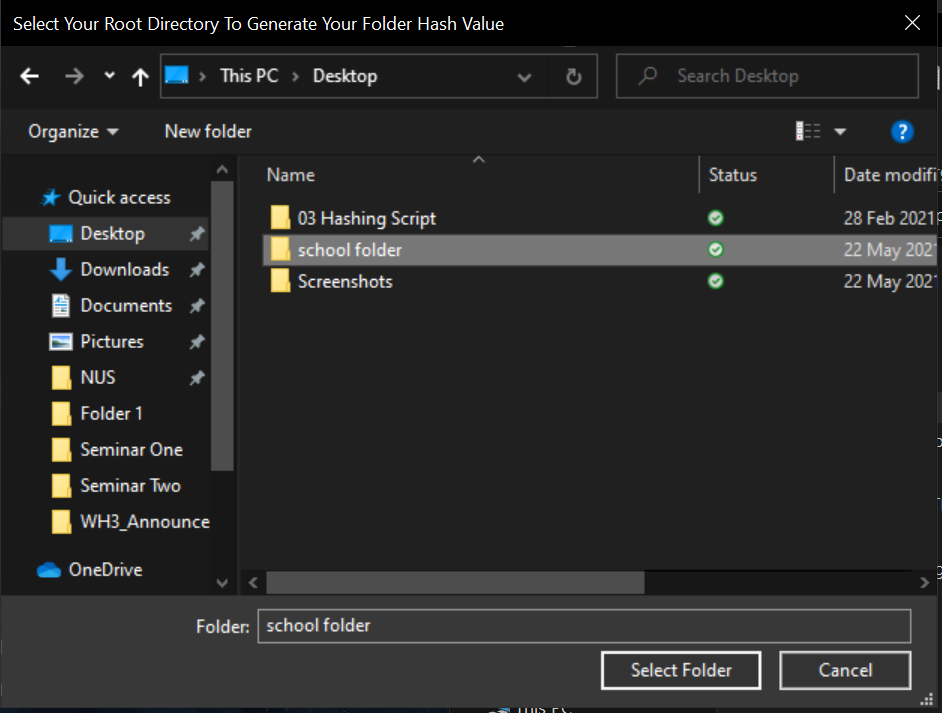 Select Your Root Directory To Generate Your Folder Hash Value
This PC > Desktop
Search Desktop
Organize
New folder
?
Name
Status
Date modifi
Quick access
Desktop
Downloads
Documents
Pictures
NUS
Folder 1
Seminar One
Seminar Two
WH3_Announce
OneDrive
03 Hashing Script
28 Feb 2021
school folder
22 May 2021
Screenshots
22 May 2021
Folder:
school folder
Select Folder
Cancel